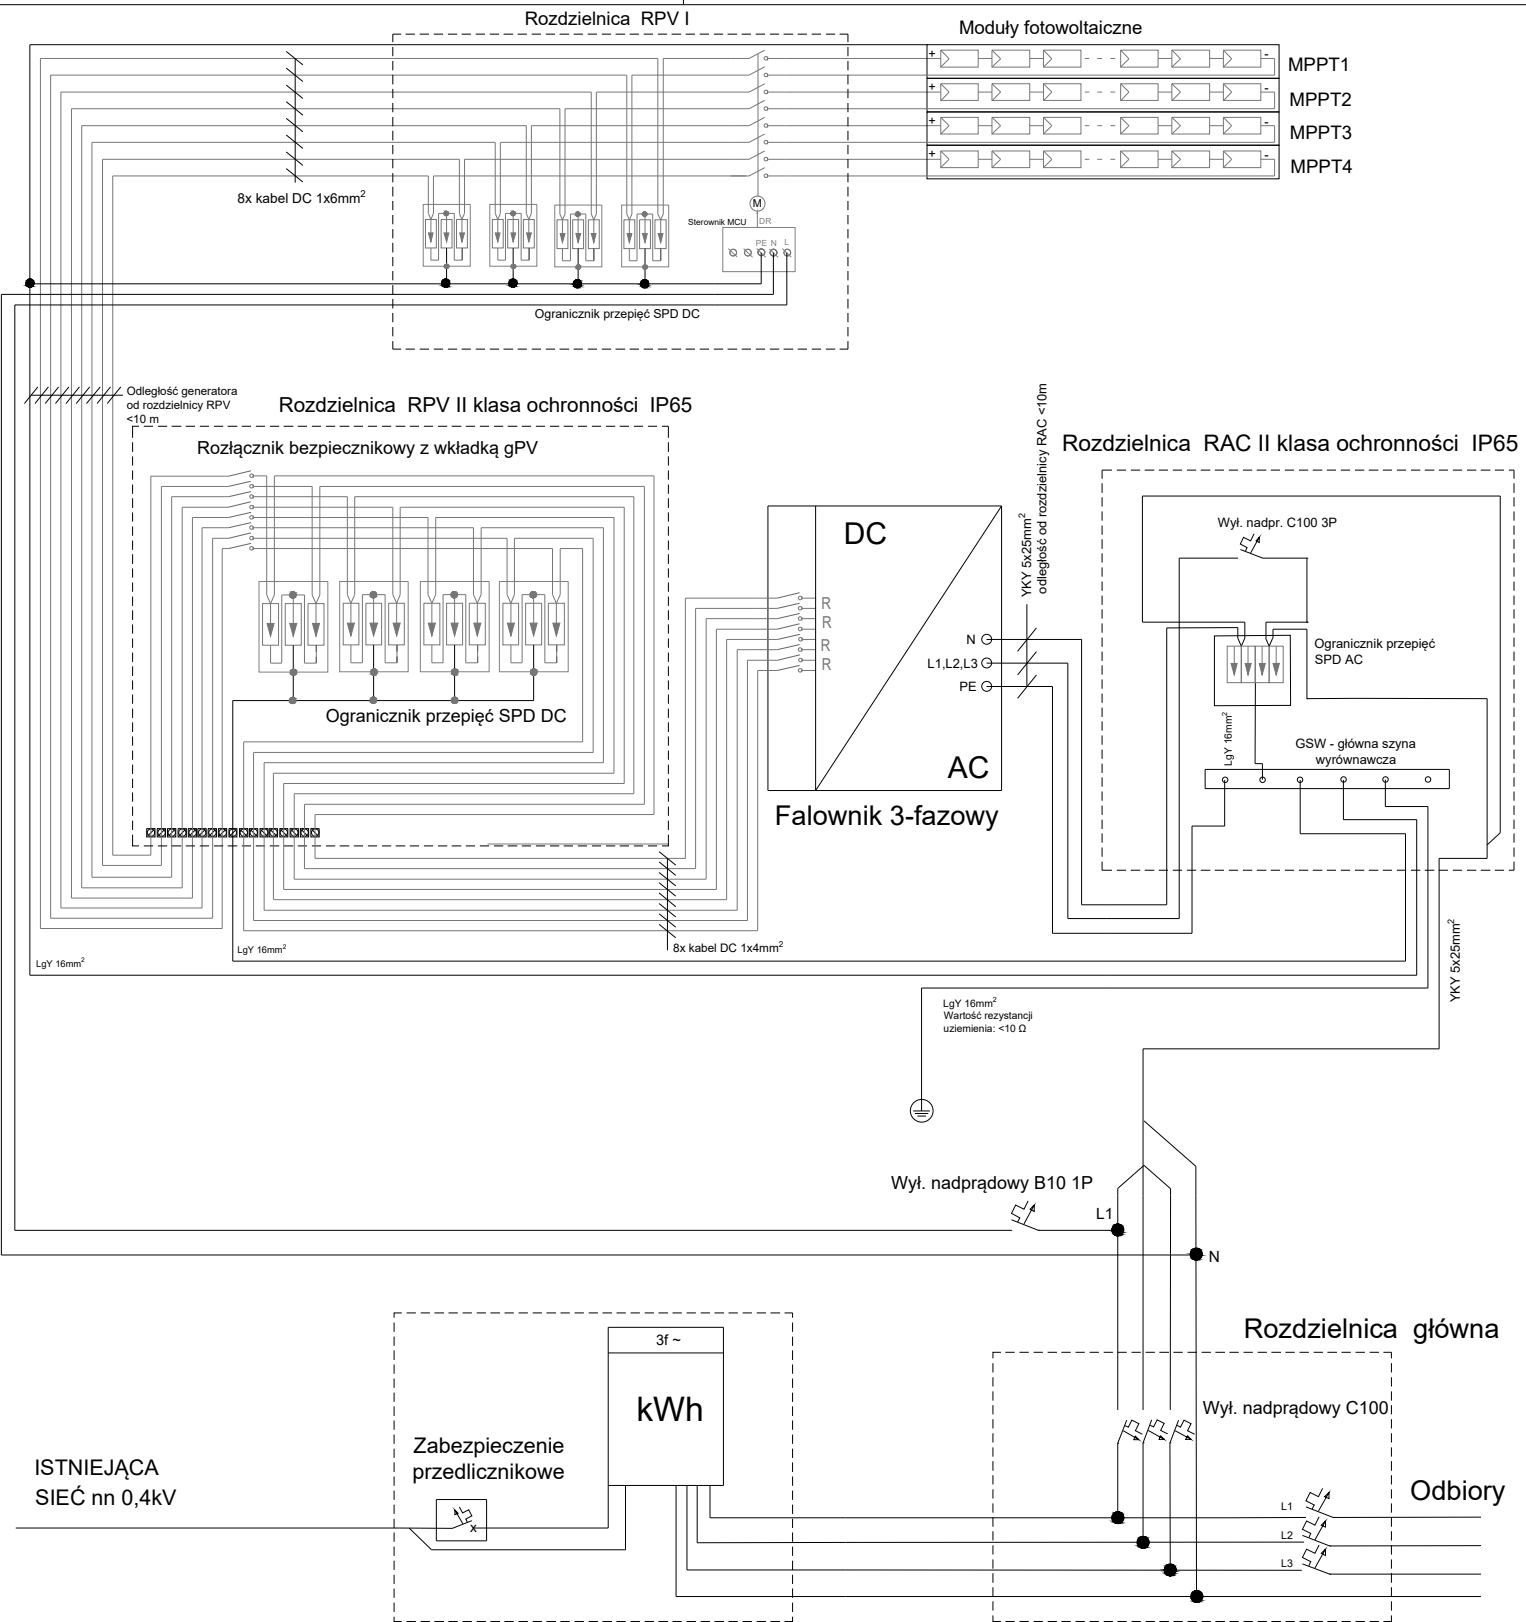 Rozdzielnica RPV I
Moduły fotowoltaiczne
+ -
MPPT1
+ -
MPPT2
+ -
MPPT3
+ -
MPPT4
8x kabel DC 1x6mm²
M
Sterownik MCU
DR
PE N L
Ogranicznik przepięć SPD DC
Odległość generatora
od rozdzielnicy RPV
<10 m
Rozdzielnica RPV II klasa ochronności IP65
Rozłącznik bezpiecznikowy z wkładką gPV
Ogranicznik przepięć SPD DC
LgY 16mm²
LgY 16mm²
8x kabel DC 1x4mm²
DC
R
R
R
R
N
L1,L2,L3
PE
AC
Falownik 3-fazowy
YKY 5x25mm²
odległość od rozdzielnicy RAC <10m
Rozdzielnica RAC II klasa ochronności IP65
Wył. nadpr. C100 3P
Ogranicznik przepięć
SPD AC
LgY 16mm²
GSW - główna szyna
wyrównawcza
YKY 5x25mm²
LgY 16mm²
Wartość rezystancji
uziemienia: <10 Ω
Wył. nadprądowy B10 1P
L1
N
Rozdzielnica główna
3f ~
kWh
Wył. nadprądowy C100
Zabezpieczenie
przedlicznikowe
ISTNIEJĄCA
SIEĆ nn 0,4kV
x
Odbiory
L1
L2
L3